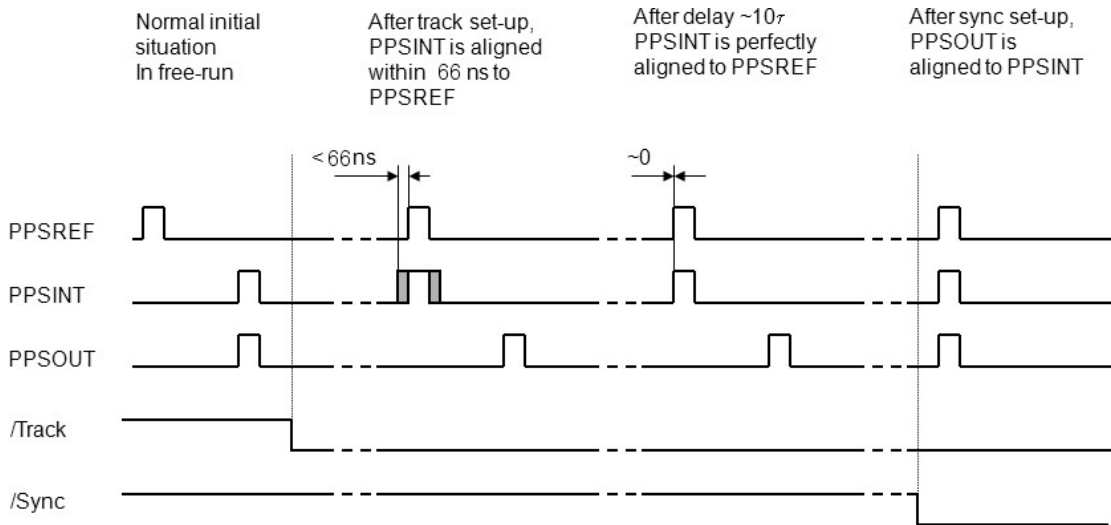 Normal initial
situation
In free-run
After track set-up,
PPSINT is aligned
within 66 ns to
PPSREF
After delay ~10τ
PPSINT is perfectly
aligned to PPSREF
After sync set-up,
PPSOUT is
aligned to PPSINT
< 66ns
~0
PPSREF
PPSINT
PPSOUT
/Track
/Sync